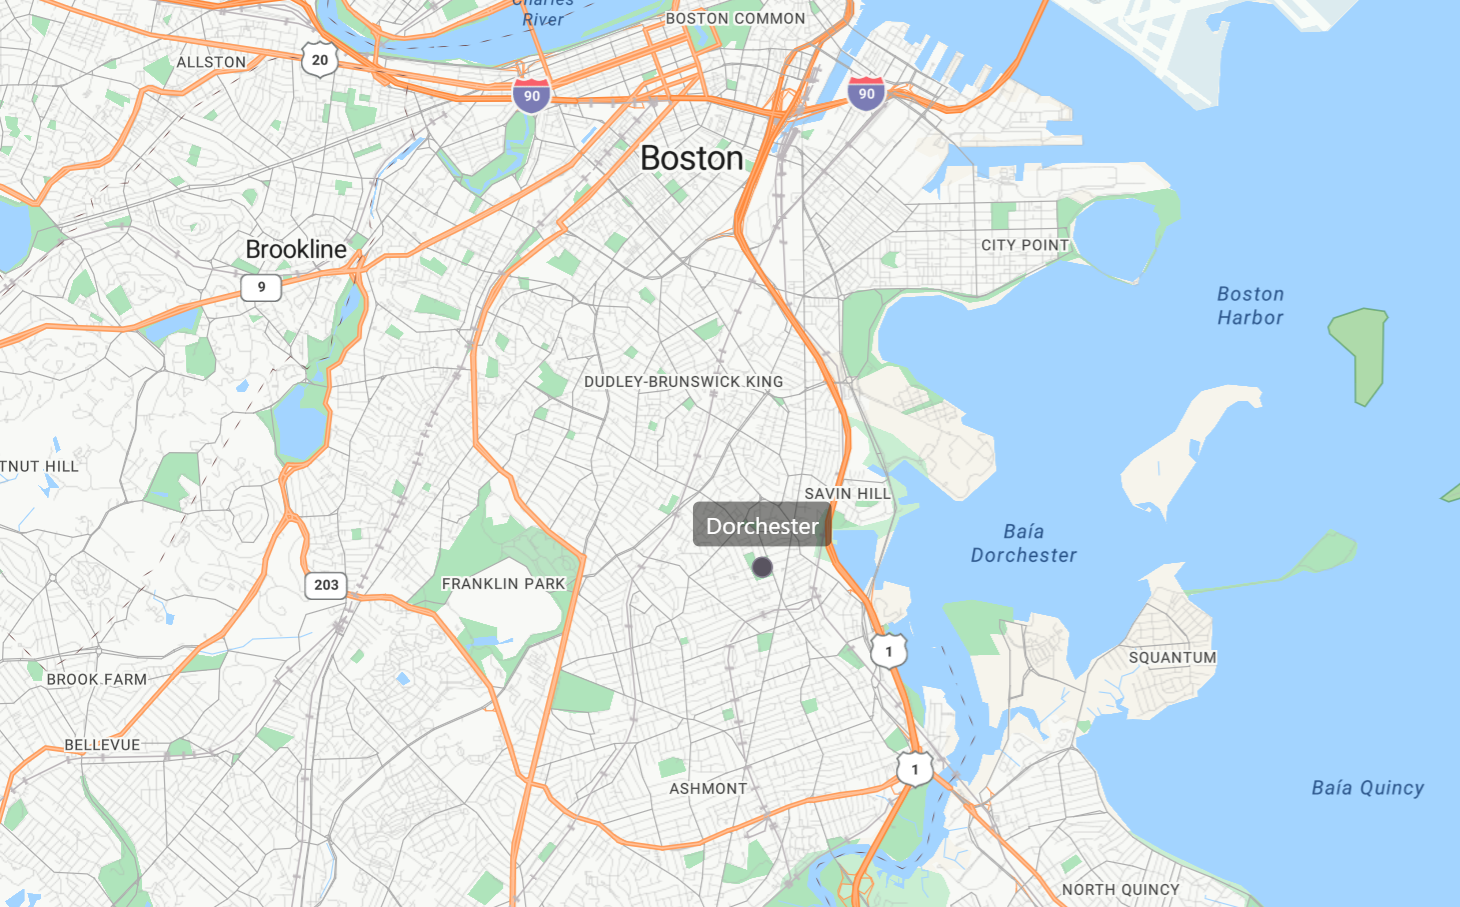 Charles
River
BOSTON COMMON
ALLSTON
20
90
90
Boston
Brookline
CITY POINT
9
Boston
Harbor
DUDLEY-BRUNSWICK KING
TNUT HILL
SAVIN HILL
Dorchester
Baía
Dorchester
FRANKLIN PARK
203
1
SQUANTUM
BROOK FARM
BELLEVUE
1
ASHMONT
Baía Quincy
NORTH QUINCY